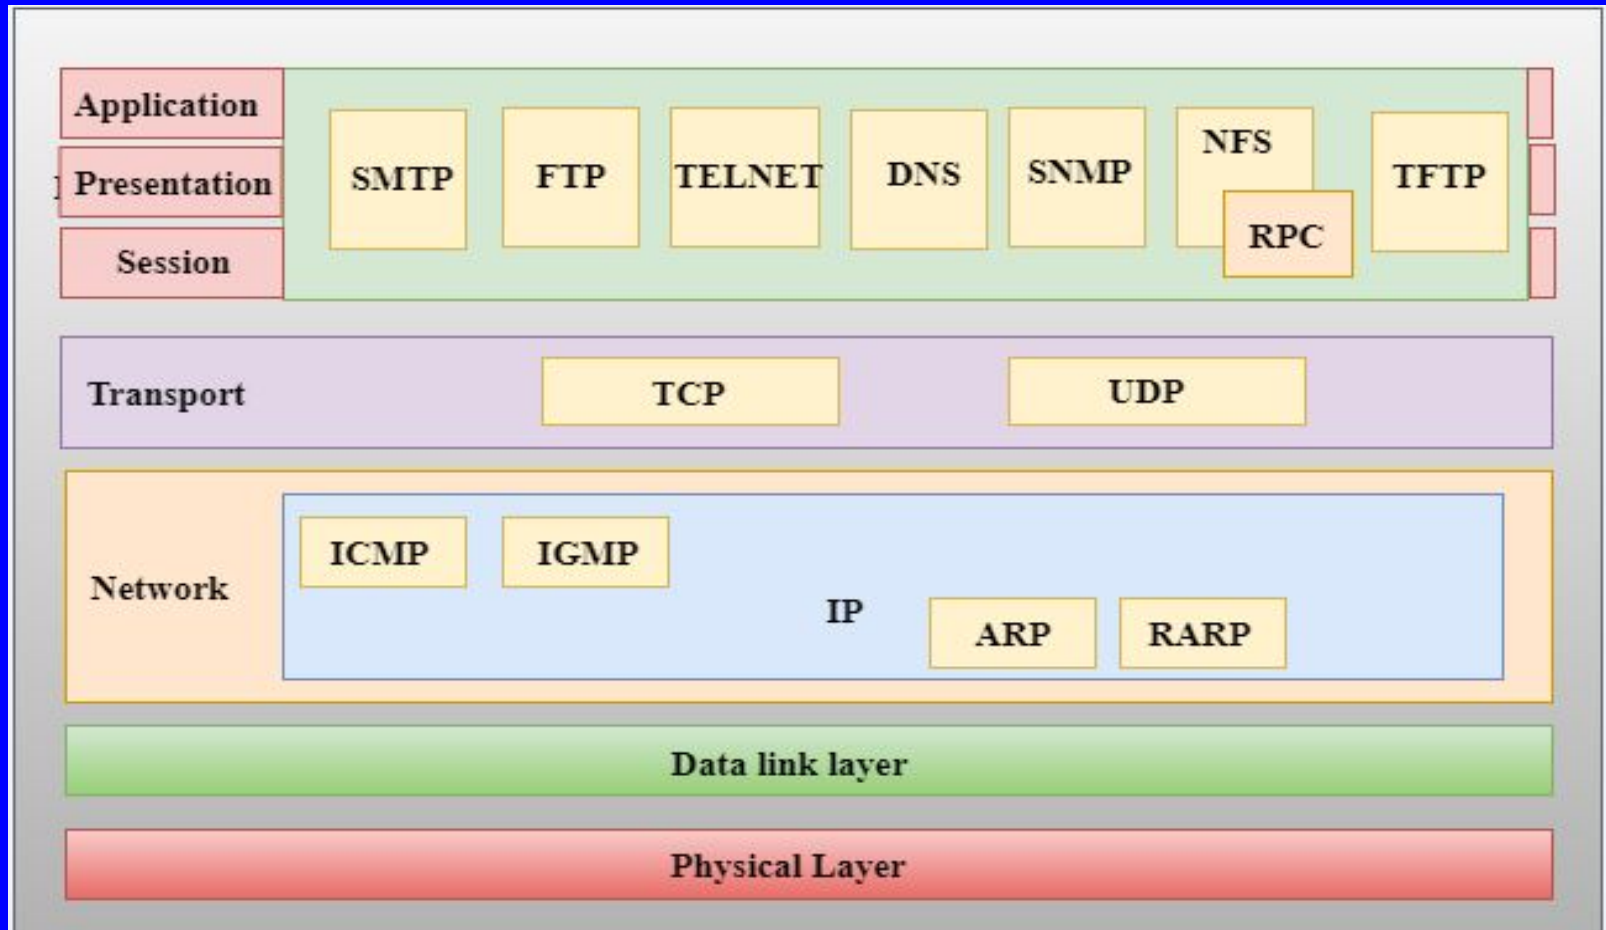 Application
Presentation
Session
SMTP
FTP
TELNET
DNS
SNMP
NFS
RPC
TFTP
Transport
TCP
UDP
Network
ICMP
IGMP
IP
ARP
RARP
Data link layer
Physical Layer